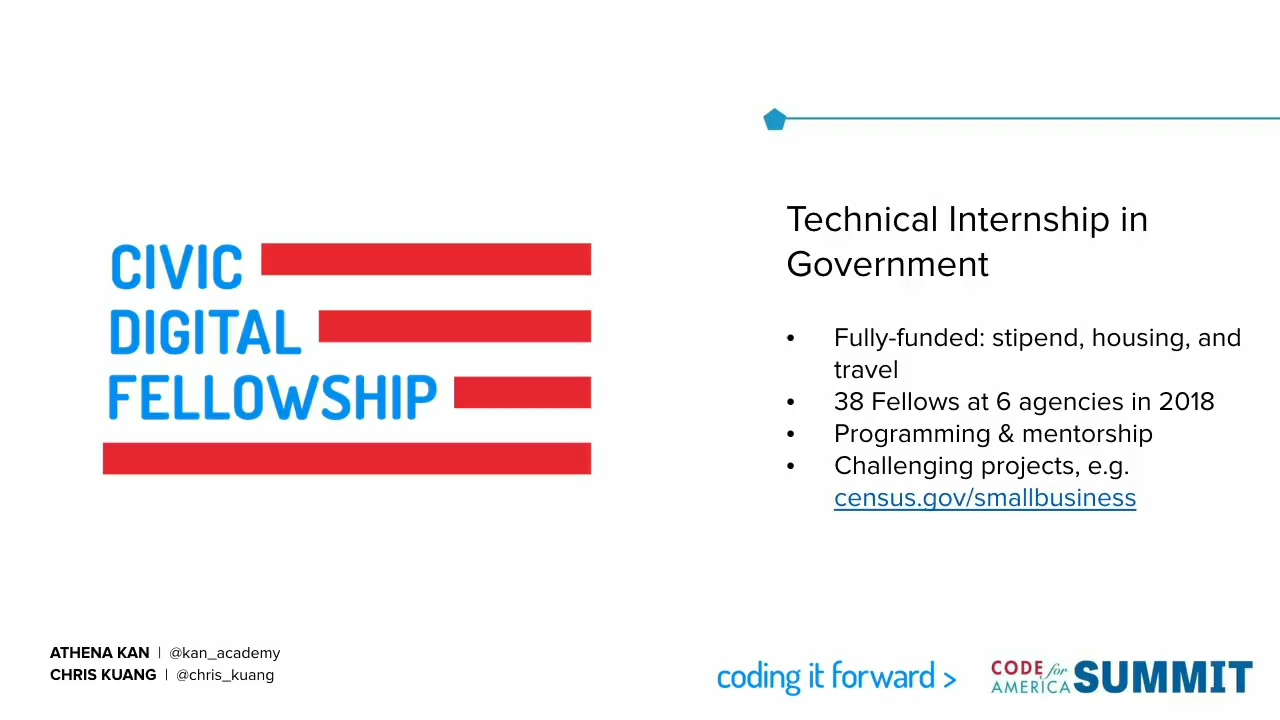 CIVIC
DIGITAL
FELLOWSHIP
Technical Internship in
Government
• Fully-funded: stipend, housing, and
travel
• 38 Fellows at 6 agencies in 2018
• Programming & mentorship
• Challenging projects, e.g.
census.gov/smallbusiness
ATHENA KAN | @kan_academy
CHRIS KUANG | @chris_kuang
coding it forward >
CODE for
AMERICA SUMMIT